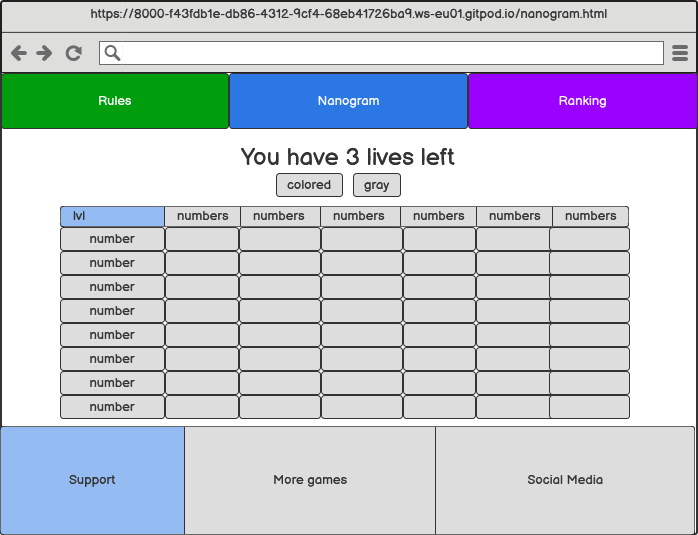 https://8000-f43fdb1e-db86-4312-9cf4-68eb41726ba9.ws-eu01.gitpod.io/nanogram.html
Rules Nanogram Ranking
You have 3 lives left
colored gray
lvl numbers numbers numbers numbers numbers numbers
number
number
number
number
number
number
number
number
Support More games Social Media